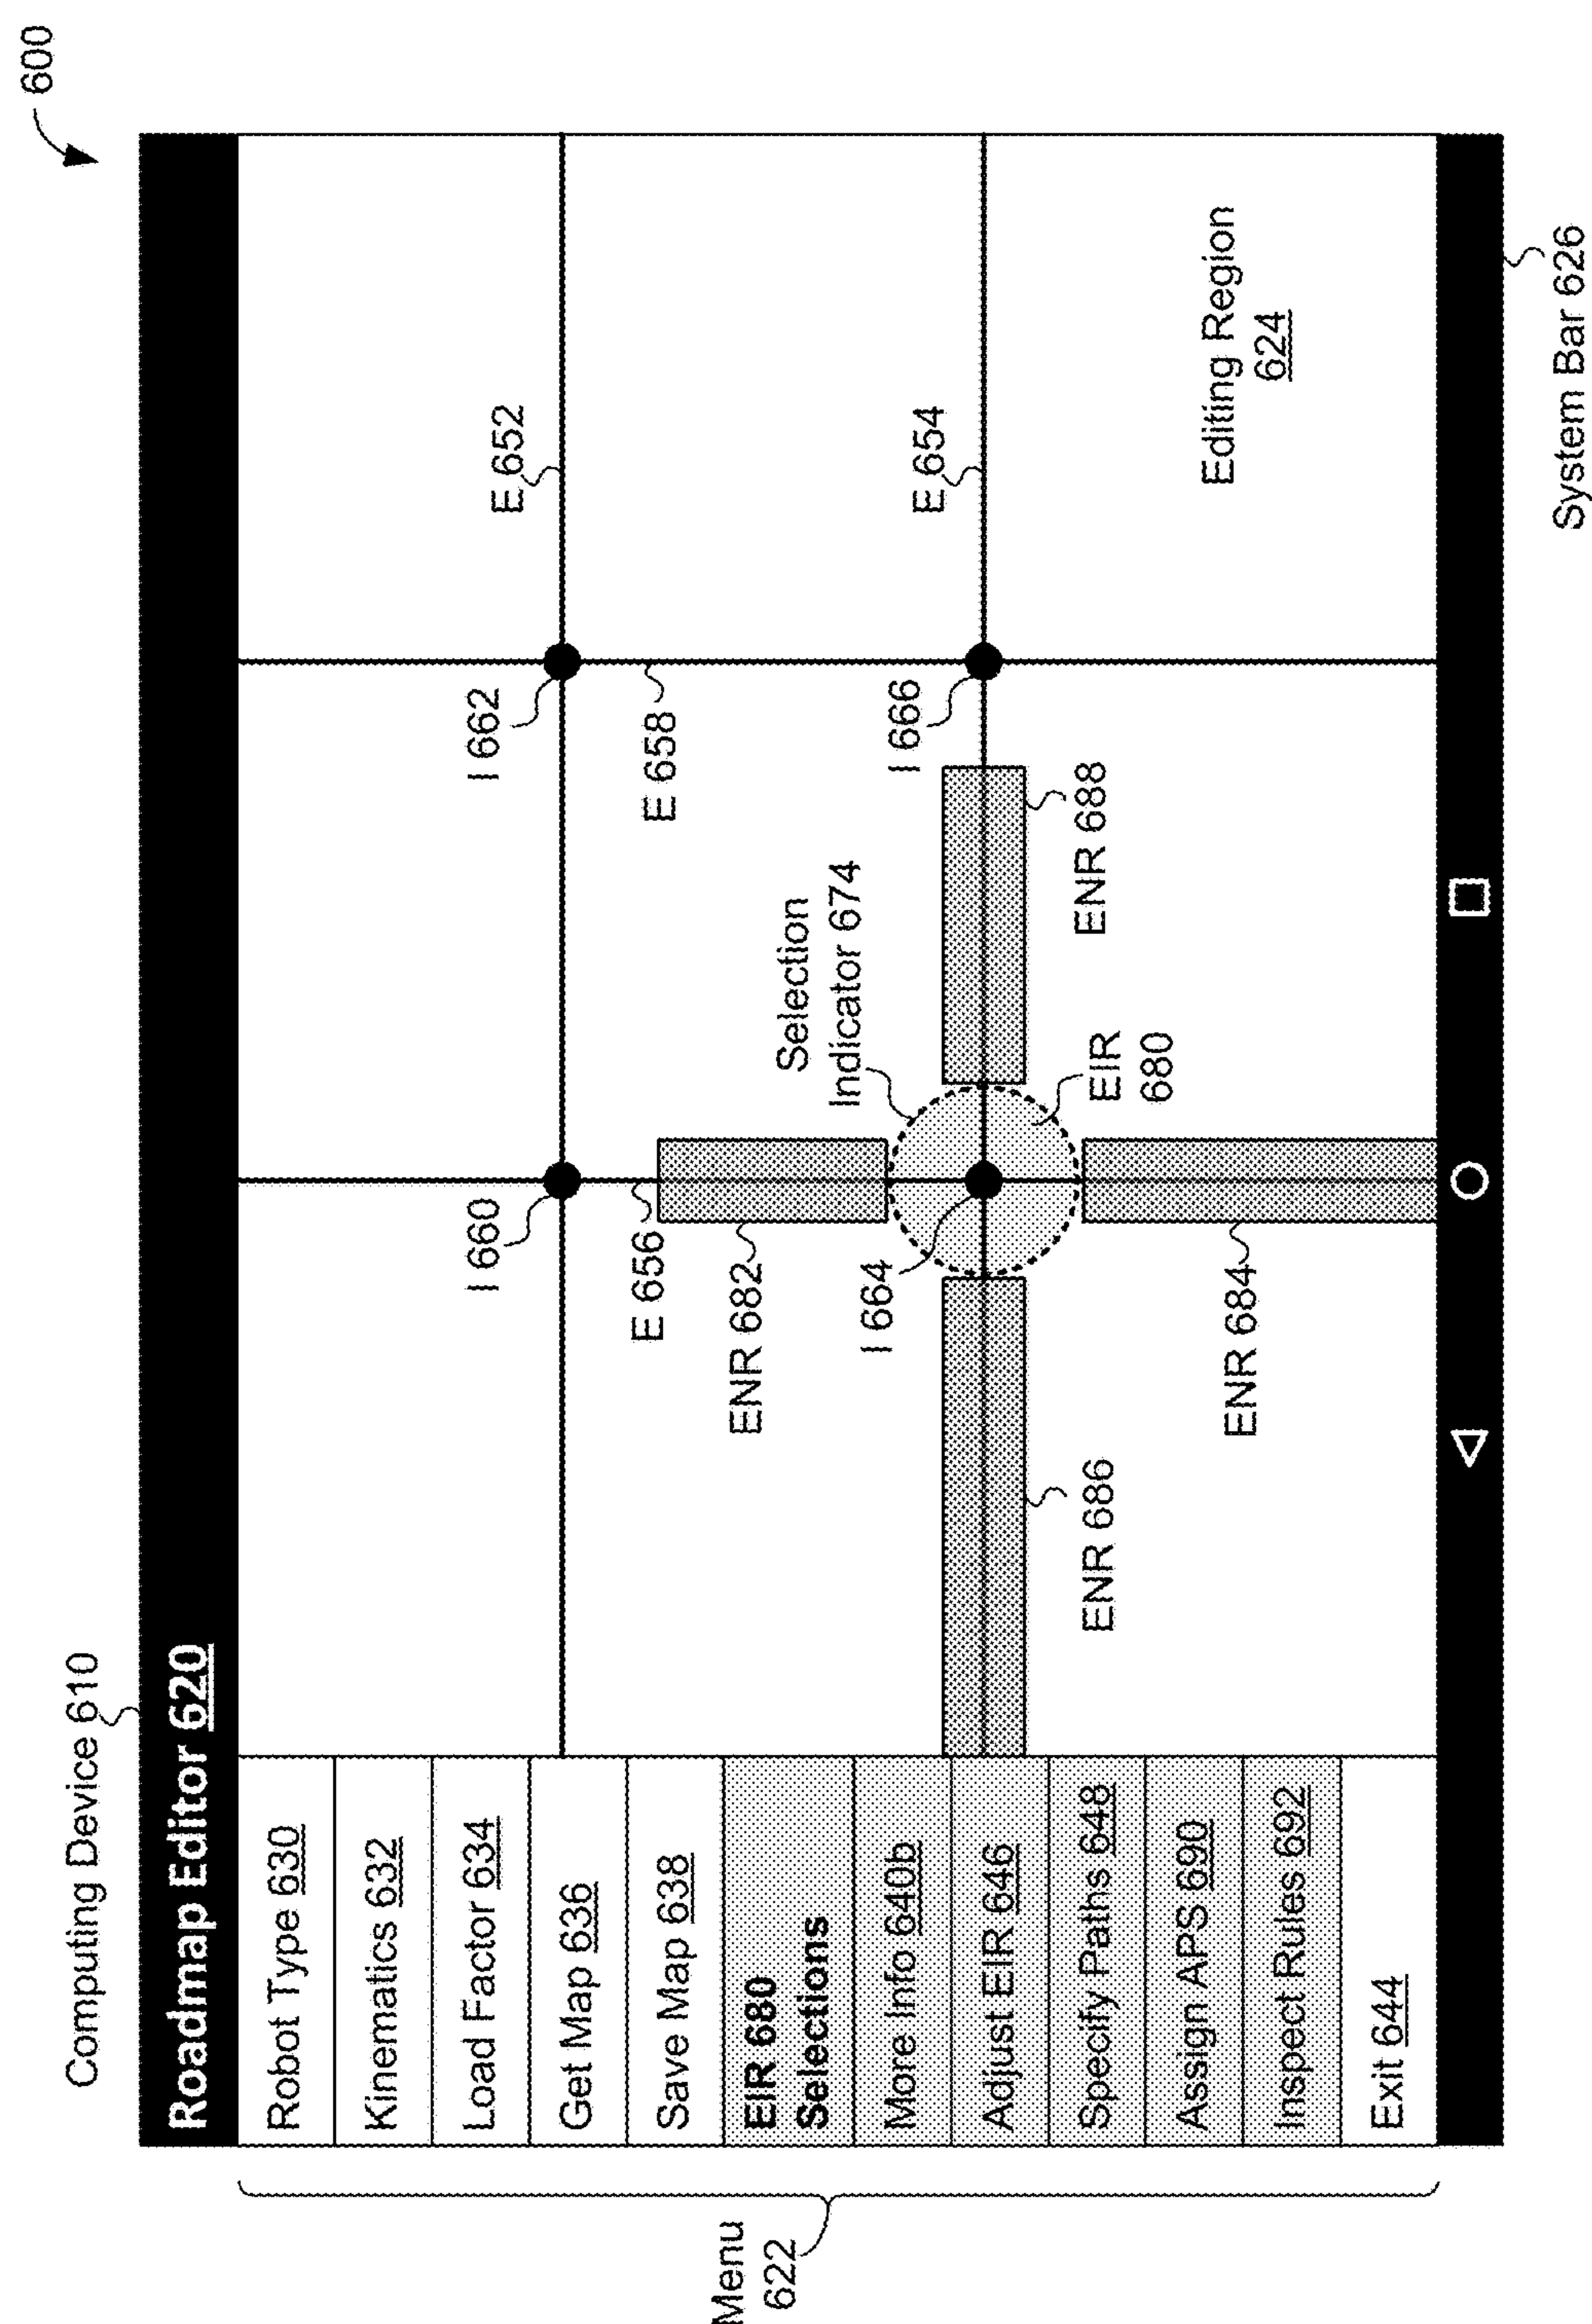 600
Computing Device 610
Roadmap Editor 620
Menu
622
Robot Type 630
Kinematics 632
Load Factor 634
Get Map 636
Save Map 638
EIR 680
Selections
More Info 640b
Adjust EIR 646
Specify Paths 648
Assign APS 690
Inspect Rules 692
Exit 644
I 660
I 662
E 652
E 656
E 658
ENR 682
Selection
Indicator 674
I 664
I 666
E 654
ENR 686
ENR 688
EIR
680
ENR 684
Editing Region
624
System Bar 626